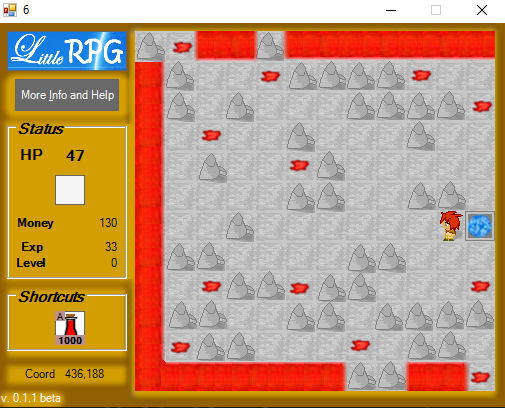 6
Little RPG
More Info and Help
Status
HP 47
Money 130
Exp 33
Level 0
Shortcuts
A
1000
Coord 436,188
v. 0.1.1 beta